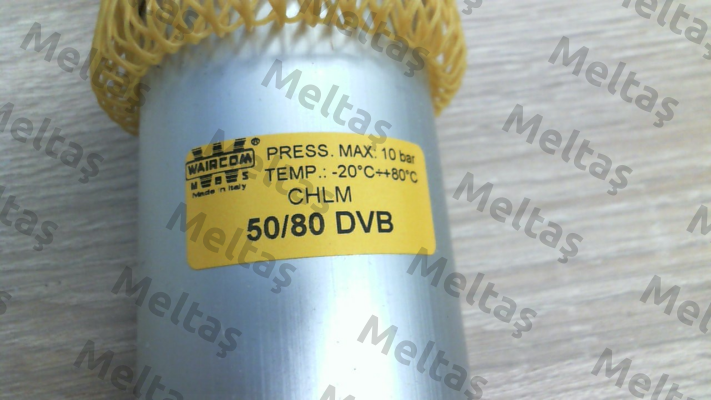 WAIRCOM ®
M B S
Made in Italy
PRESS. MAX: 10 bar
TEMP.: -20°C÷+80°C
CHLM
50/80 DVB
Meltaş